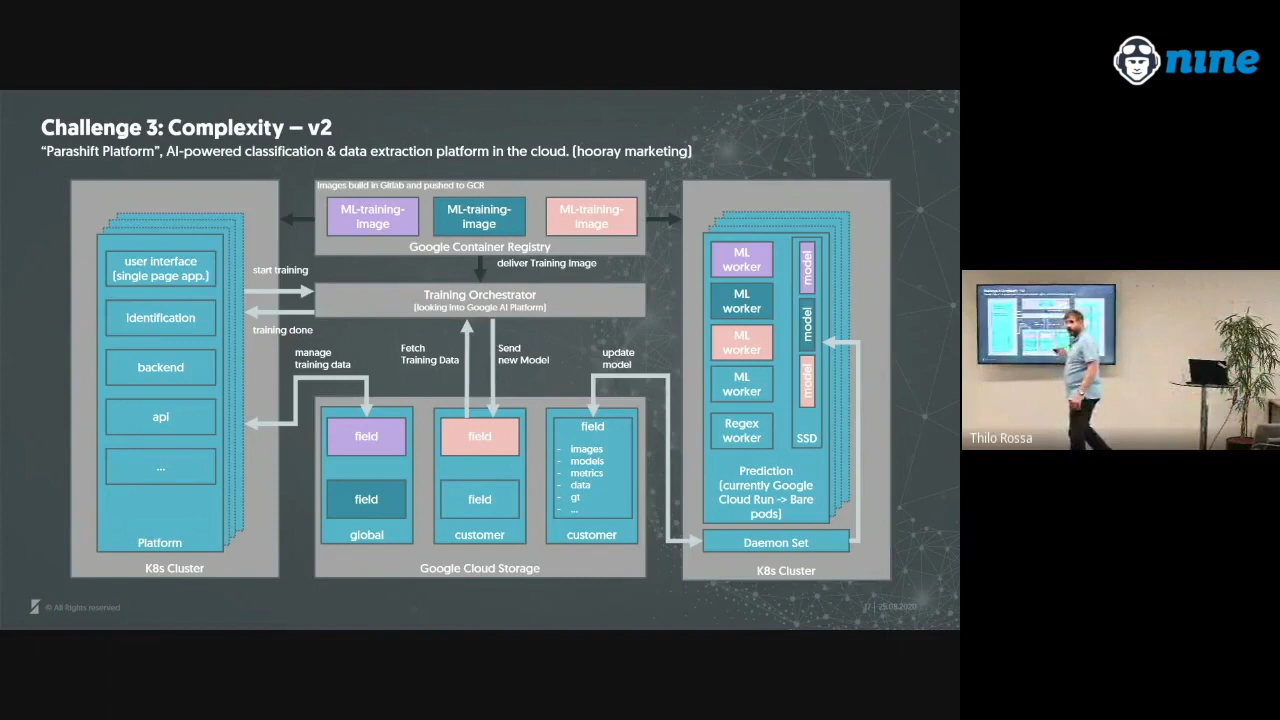 nine
Challenge 3: Complexity – v2
“Parashift Platform”, AI-powered classification & data extraction platform in the cloud. (hooray marketing)
user interface
(single page app.)
identification
backend
api
...
Platform
K8s Cluster
Images build in Gitlab and pushed to GCR
ML-training-
image
ML-training-
image
ML-training-
image
Google Container Registry
deliver Training Image
start training
Training Orchestrator
(looking into Google AI Platform)
training done
manage
training data
Fetch
Training Data
Send
new Model
update
model
field
field
global
field
field
customer
field
- images
- models
- metrics
- data
- gt
- ...
customer
Google Cloud Storage
ML
worker
ML
worker
ML
worker
ML
worker
Regex
worker
model
model
model
SSD
Prediction
(currently Google
Cloud Run -> Bare
pods)
Daemon Set
K8s Cluster
© All Rights reserved
17 | 25.08.2020
Thilo Rossa